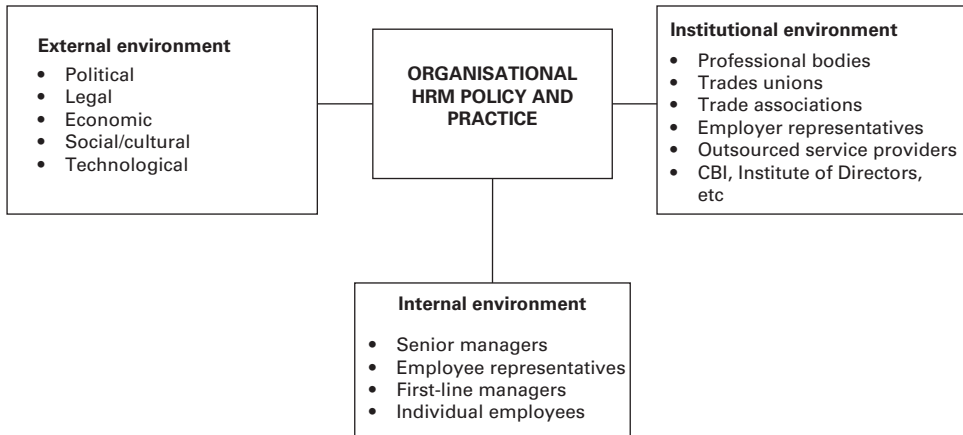 External environment
• Political
• Legal
• Economic
• Social/cultural
• Technological
ORGANISATIONAL
HRM POLICY AND
PRACTICE
Institutional environment
• Professional bodies
• Trades unions
• Trade associations
• Employer representatives
• Outsourced service providers
• CBI, Institute of Directors,
etc
Internal environment
• Senior managers
• Employee representatives
• First-line managers
• Individual employees